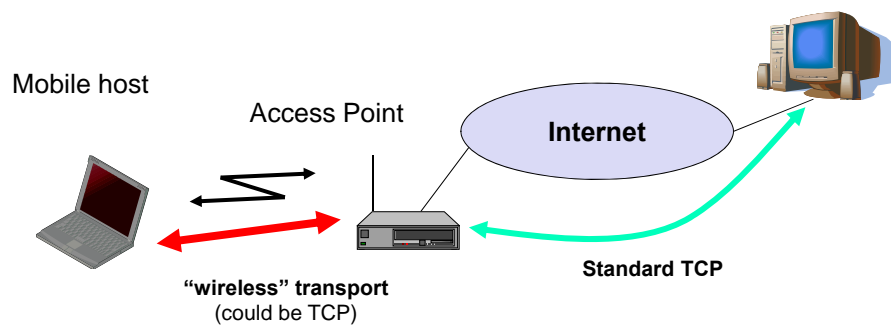 Mobile host
Access Point
Internet
Standard TCP
“wireless” transport
(could be TCP)